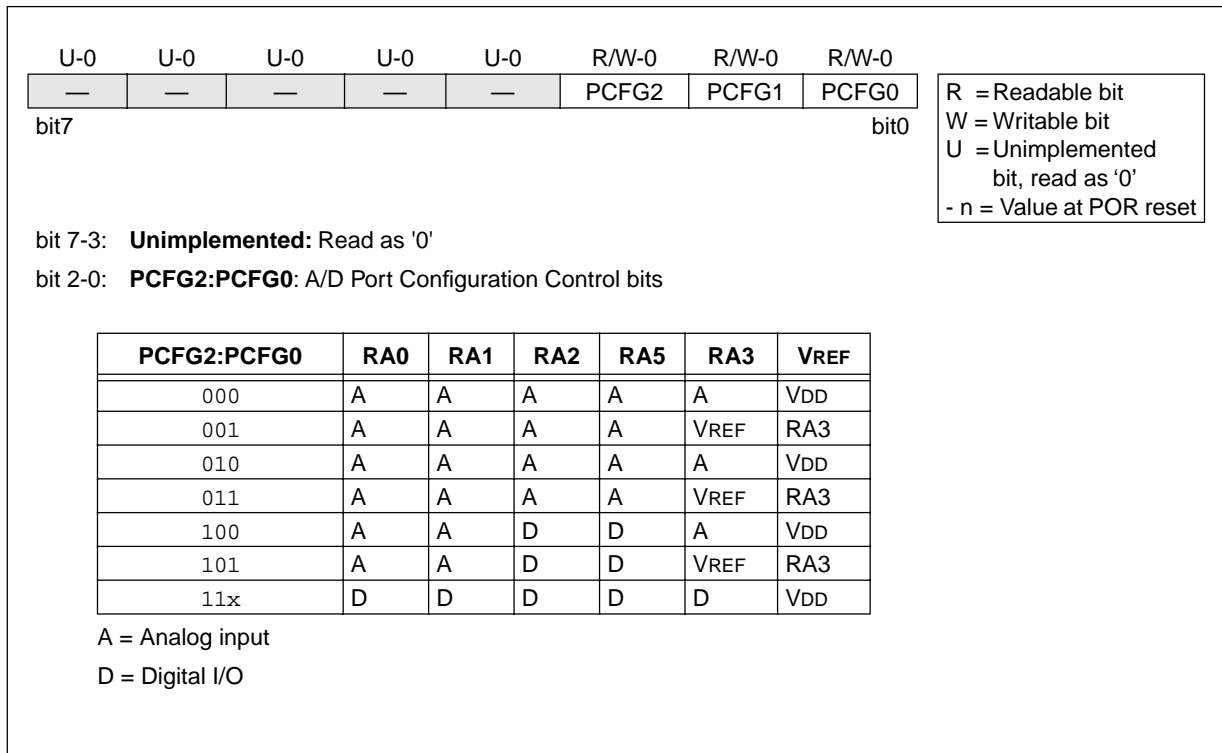 U-0 U-0 U-0 U-0 U-0 R/W-0 R/W-0 R/W-0
— — — — — PCFG2 PCFG1 PCFG0
bit7 bit0
R = Readable bit
W = Writable bit
U = Unimplemented
bit, read as ‘0’
- n = Value at POR reset
bit 7-3: Unimplemented: Read as '0'
bit 2-0: PCFG2:PCFG0: A/D Port Configuration Control bits
PCFG2:PCFG0 RA0 RA1 RA2 RA5 RA3 VREF
000 A A A A A VDD
001 A A A A VREF RA3
010 A A A A A VDD
011 A A A A VREF RA3
100 A A D D A VDD
101 A A D D VREF RA3
11x D D D D D VDD
A = Analog input
D = Digital I/O